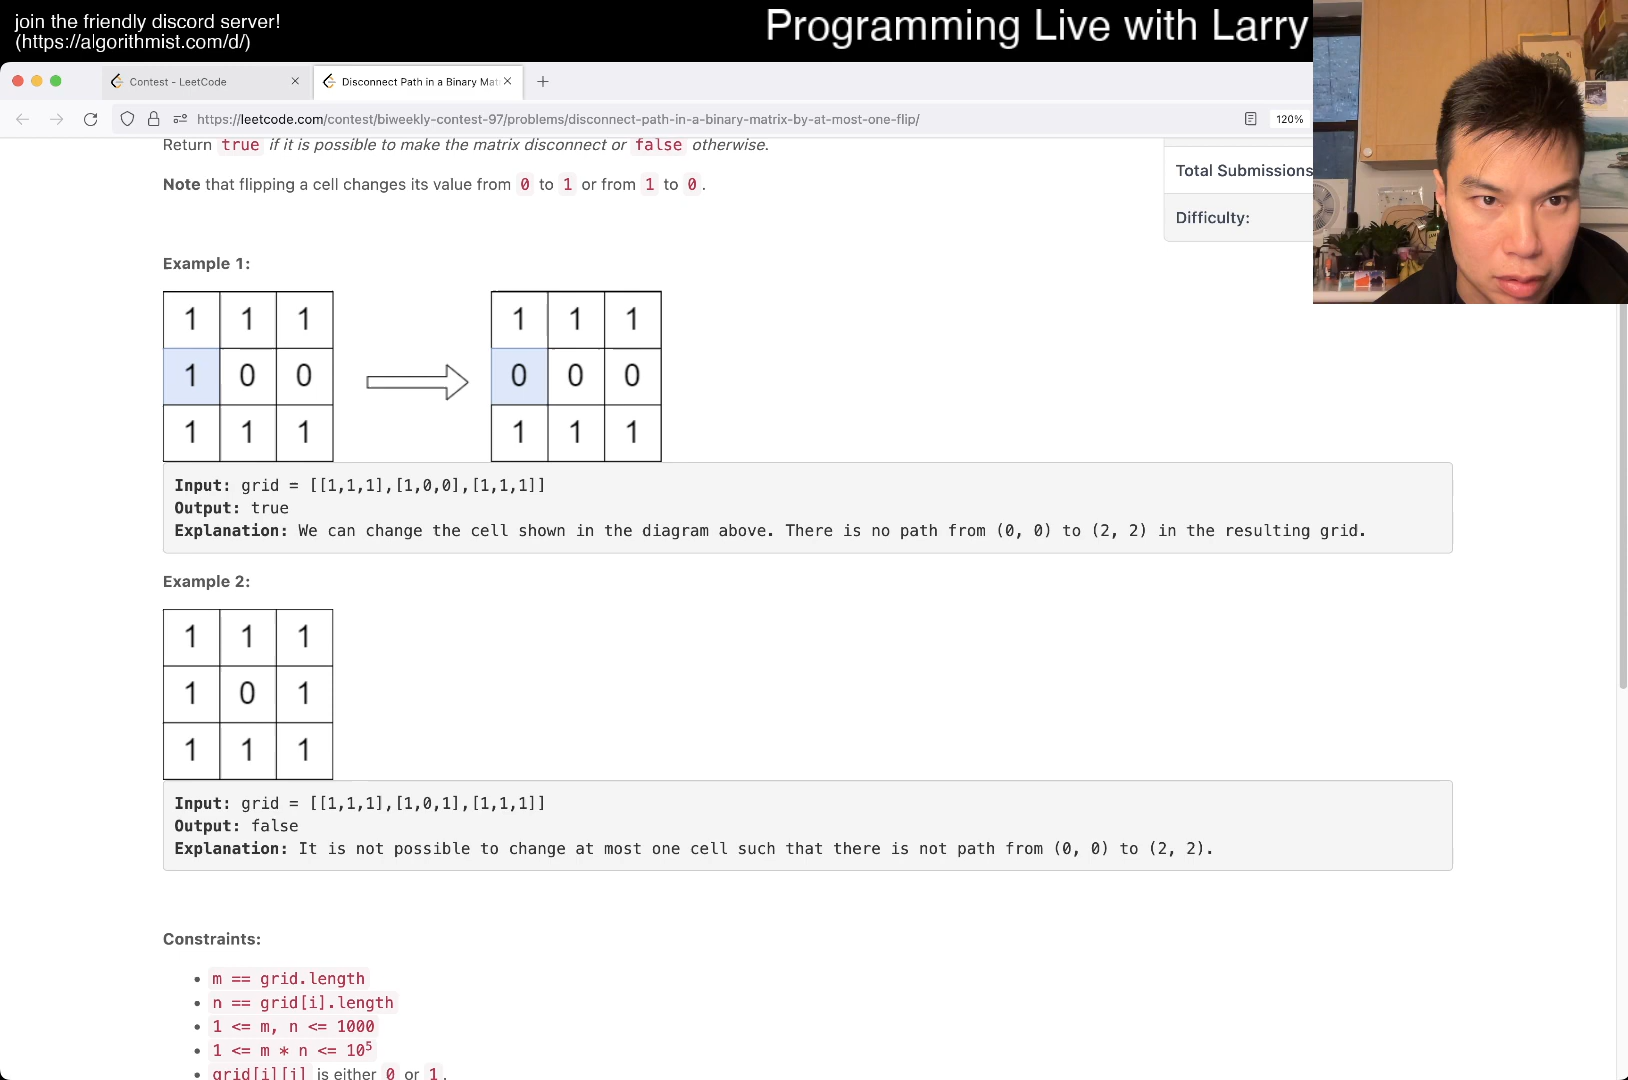 join the friendly discord server!
(https://algorithmist.com/d/)
Programming Live with Larry
Contest - LeetCode
Disconnect Path in a Binary Mat
https://leetcode.com/contest/biweekly-contest-97/problems/disconnect-path-in-a-binary-matrix-by-at-most-one-flip/
120%
Return true if it is possible to make the matrix disconnect or false otherwise.
Note that flipping a cell changes its value from 0 to 1 or from 1 to 0.
Total Submissions
Difficulty:
Example 1:
1 1 1 1 1 1
1 0 0 0 0 0
1 1 1 1 1 1
Input: grid = [[1,1,1],[1,0,0],[1,1,1]]
Output: true
Explanation: We can change the cell shown in the diagram above. There is no path from (0, 0) to (2, 2) in the resulting grid.
Example 2:
1 1 1
1 0 1
1 1 1
Input: grid = [[1,1,1],[1,0,1],[1,1,1]]
Output: false
Explanation: It is not possible to change at most one cell such that there is not path from (0, 0) to (2, 2).
Constraints:
m == grid.length
n == grid[i].length
1 <= m, n <= 1000
1 <= m * n <= 10⁵
grid[i][j] is either 0 or 1.